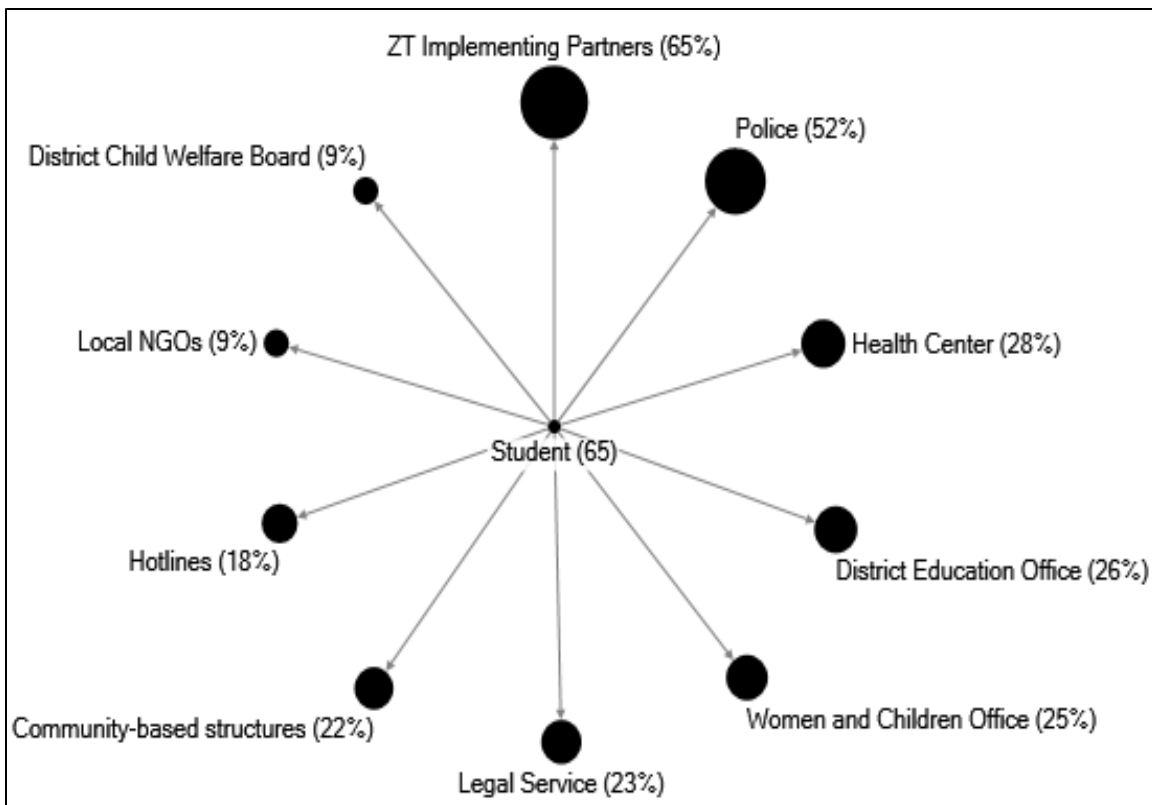 ZT Implementing Partners (65%)
Police (52%)
District Child Welfare Board (9%)
Local NGOs (9%)
Health Center (28%)
Student (65)
Hotlines (18%)
District Education Office (26%)
Community-based structures (22%)
Women and Children Office (25%)
Legal Service (23%)